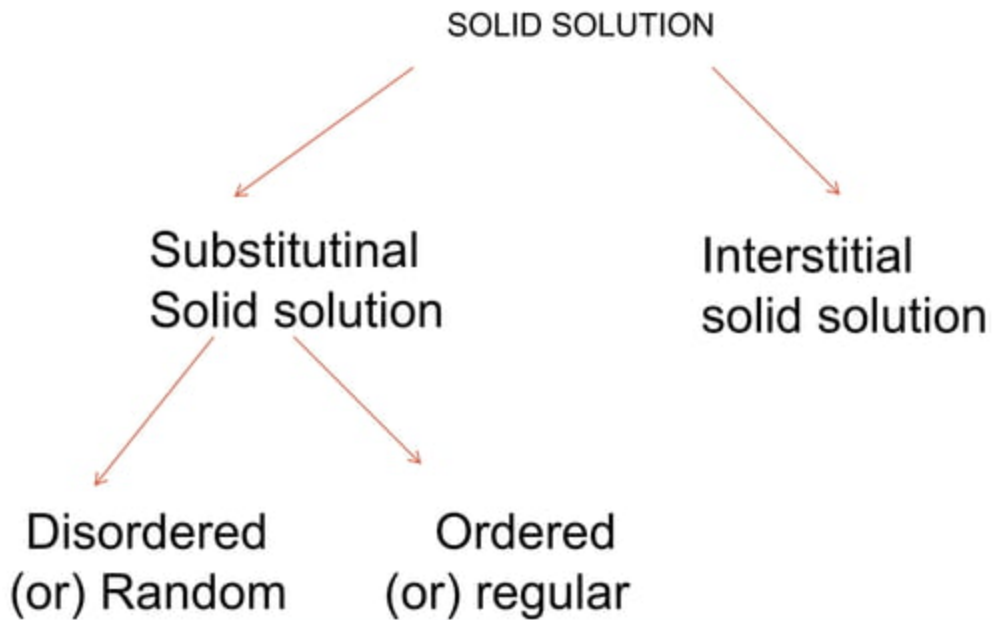 SOLID SOLUTION
Substitutinal
Solid solution
Interstitial
solid solution
Disordered
(or) Random
Ordered
(or) regular